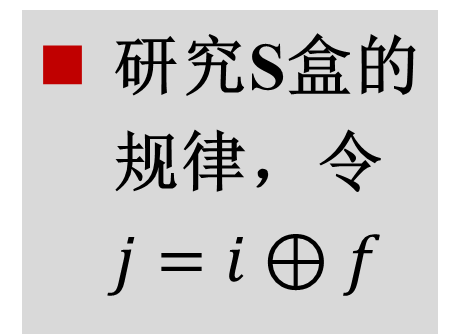 研究S盒的
规律，令
j = i ⊕ f